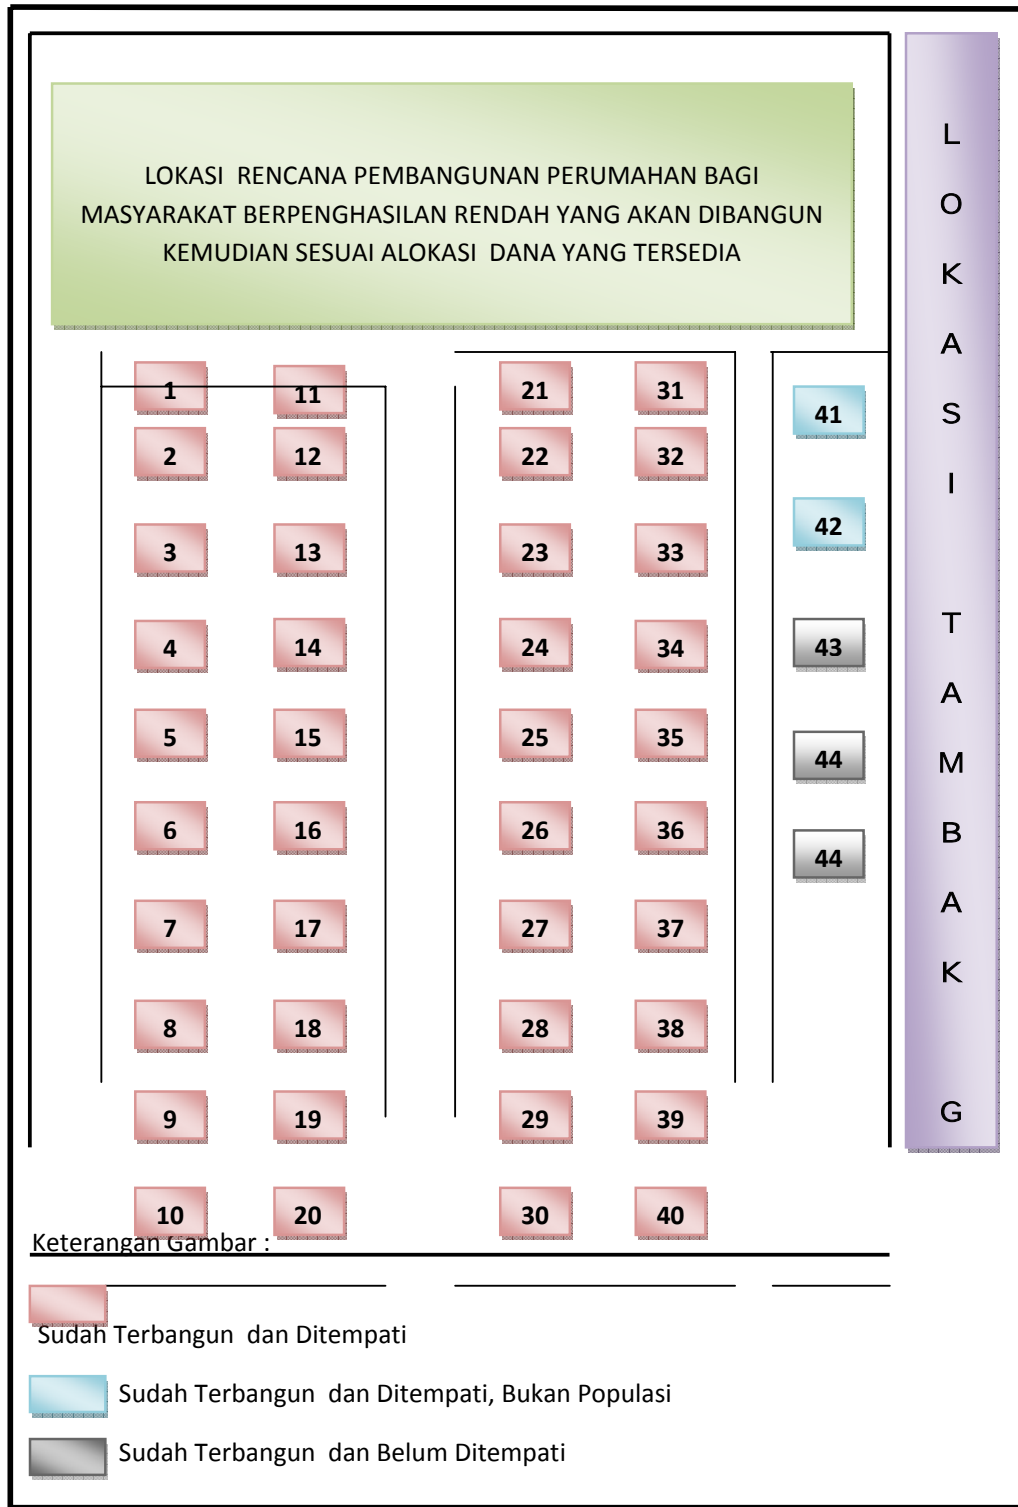 LOKASI RENCANA PEMBANGUNAN PERUMAHAN BAGI
MASYARAKAT BERPENGHASILAN RENDAH YANG AKAN DIBANGUN
KEMUDIAN SESUAI ALOKASI DANA YANG TERSEDIA
1 11 21 31 41
2 12 22 32
3 13 23 33 42
4 14 24 34 43
5 15 25 35 44
6 16 26 36 44
7 17 27 37
8 18 28 38
9 19 29 39
10 20 30 40
L
O
K
A
S
I
T
A
M
B
A
K
G
Keterangan Gambar :
Sudah Terbangun dan Ditempati
Sudah Terbangun dan Ditempati, Bukan Populasi
Sudah Terbangun dan Belum Ditempati